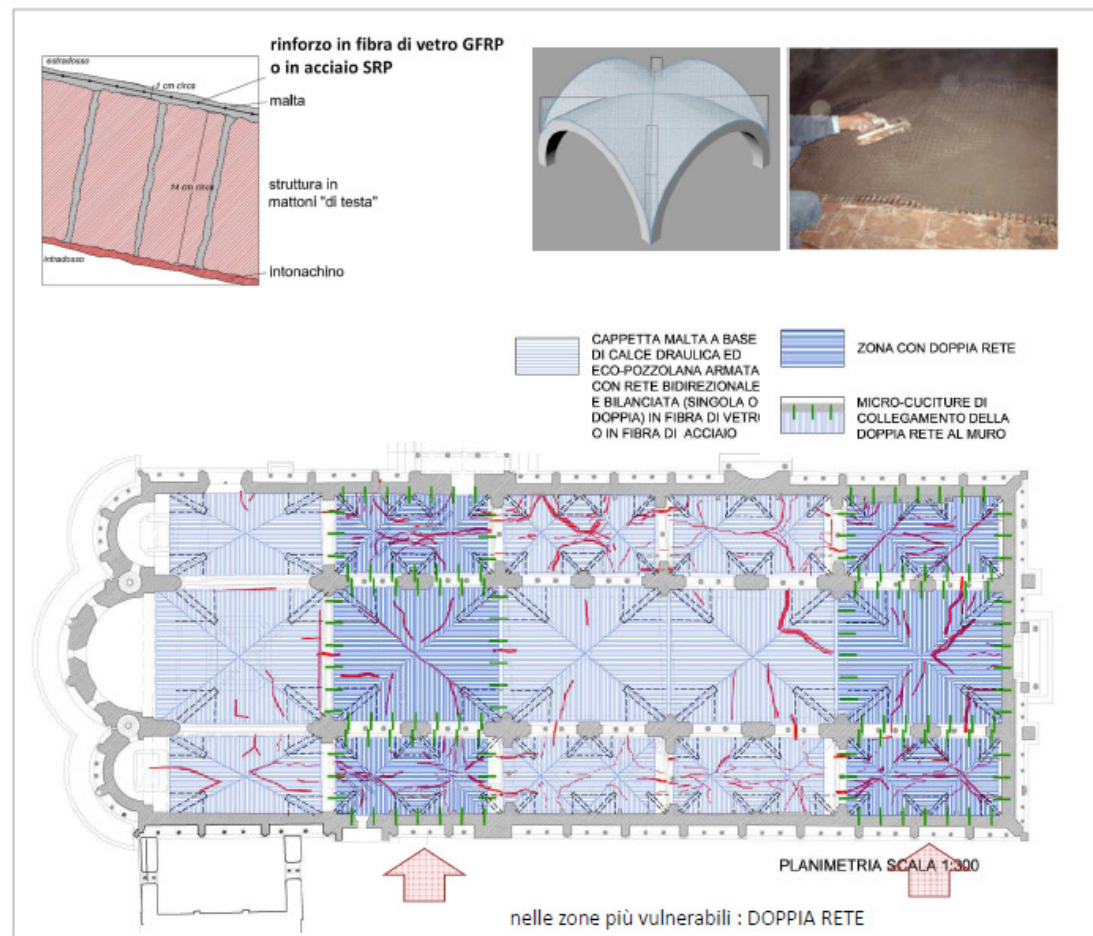 rinforzo in fibra di vetro GFRP
o in acciaio SRP
estradosso
1 cm circa
malta
14 cm circa
struttura in
mattoni "di testa"
intradosso
intonachino
CAPPETTA MALTA A BASE
DI CALCE DRAULICA ED
ECO-POZZOLANA ARMATA
CON RETE BIDIREZIONALE
E BILANCIATA (SINGOLA O
DOPPIA) IN FIBRA DI VETRO
O IN FIBRA DI ACCIAIO
ZONA CON DOPPIA RETE
MICRO-CUCITURE DI
COLLEGAMENTO DELLA
DOPPIA RETE AL MURO
PLANIMETRIA SCALA 1:300
nelle zone più vulnerabili : DOPPIA RETE